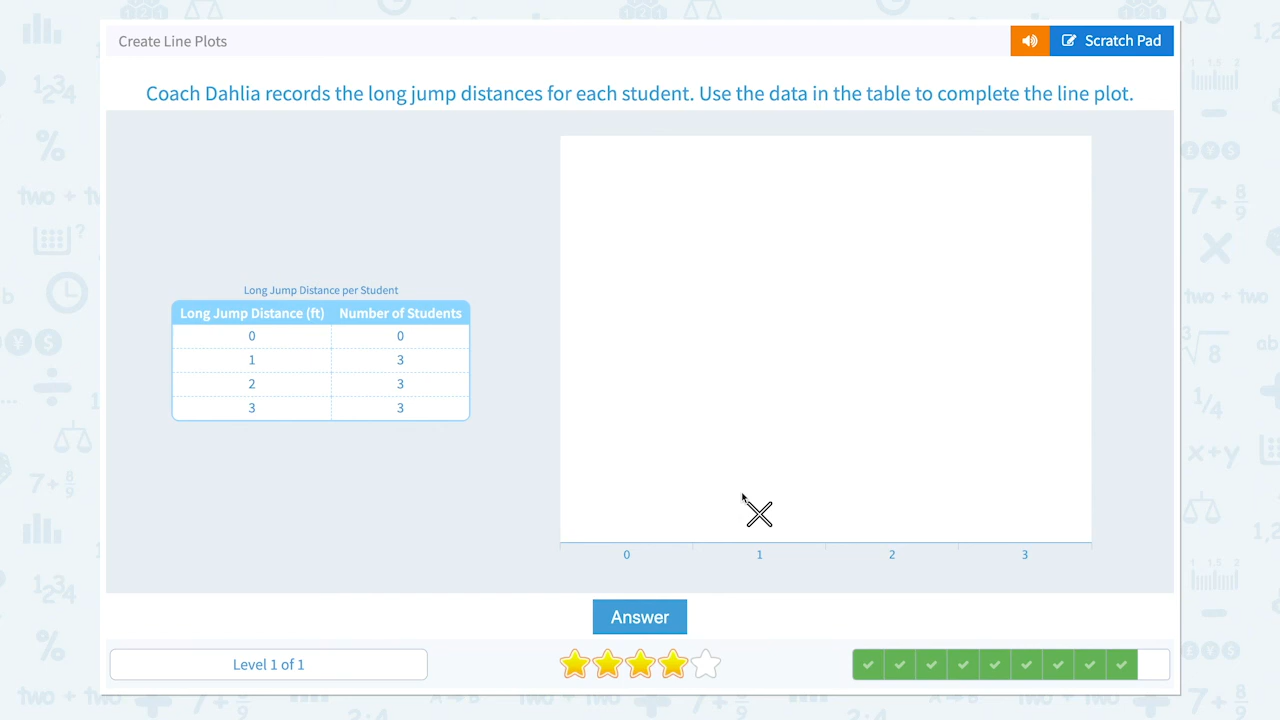 Create Line Plots
Scratch Pad
Coach Dahlia records the long jump distances for each student. Use the data in the table to complete the line plot.
Long Jump Distance per Student
Long Jump Distance (ft) Number of Students
0 0
1 3
2 3
3 3
0 1 2 3
Answer
Level 1 of 1